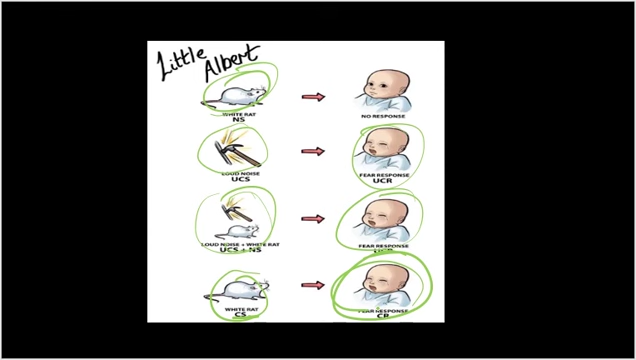 Little
Albert
WHITE RAT
NS
NO RESPONSE
LOUD NOISE
UCS
FEAR RESPONSE
UCR
LOUD NOISE + WHITE RAT
UCS + NS
FEAR RESPONSE
UCR
WHITE RAT
CS
FEAR RESPONSE
CR